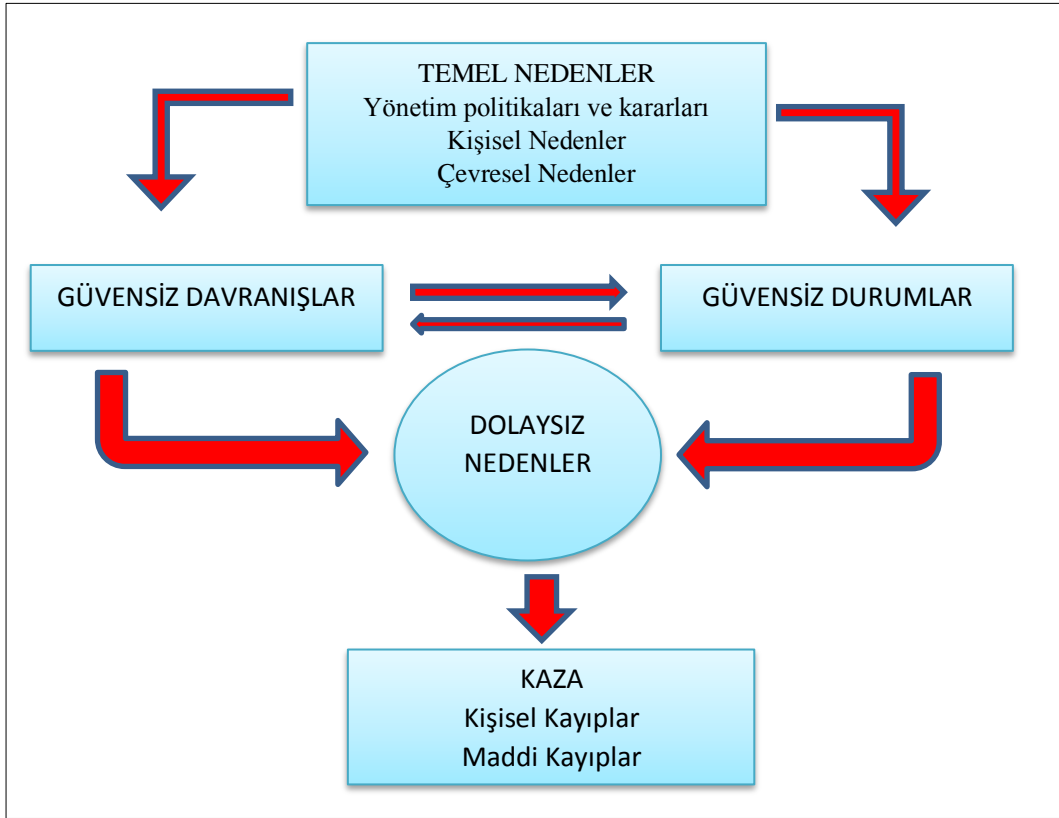 TEMEL NEDENLER
Yönetim politikaları ve kararları
Kişisel Nedenler
Çevresel Nedenler
GÜVENSİZ DAVRANIŞLAR
GÜVENSİZ DURUMLAR
DOLAYSIZ
NEDENLER
KAZA
Kişisel Kayıplar
Maddi Kayıplar